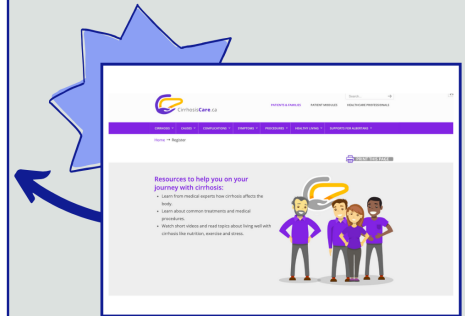 Search...
CirrhosisCare.ca
PATIENTS & FAMILIES PATIENT SERVICES HEALTHCARE PROFESSIONALS
CIRRHOSIS CAUSES COMPLICATIONS SYMPTOMS PROCEDURES HEALTHY LIVING SUPPORTS FOR ALBERTANS
Home Register
PRINT THIS PAGE
Resources to help you on your
journey with cirrhosis:
Learn from medical experts how cirrhosis affects the
body.
Learn about common treatments and medical
procedures.
Watch short videos and read topics about living well with
cirrhosis like nutrition, exercise and stress.